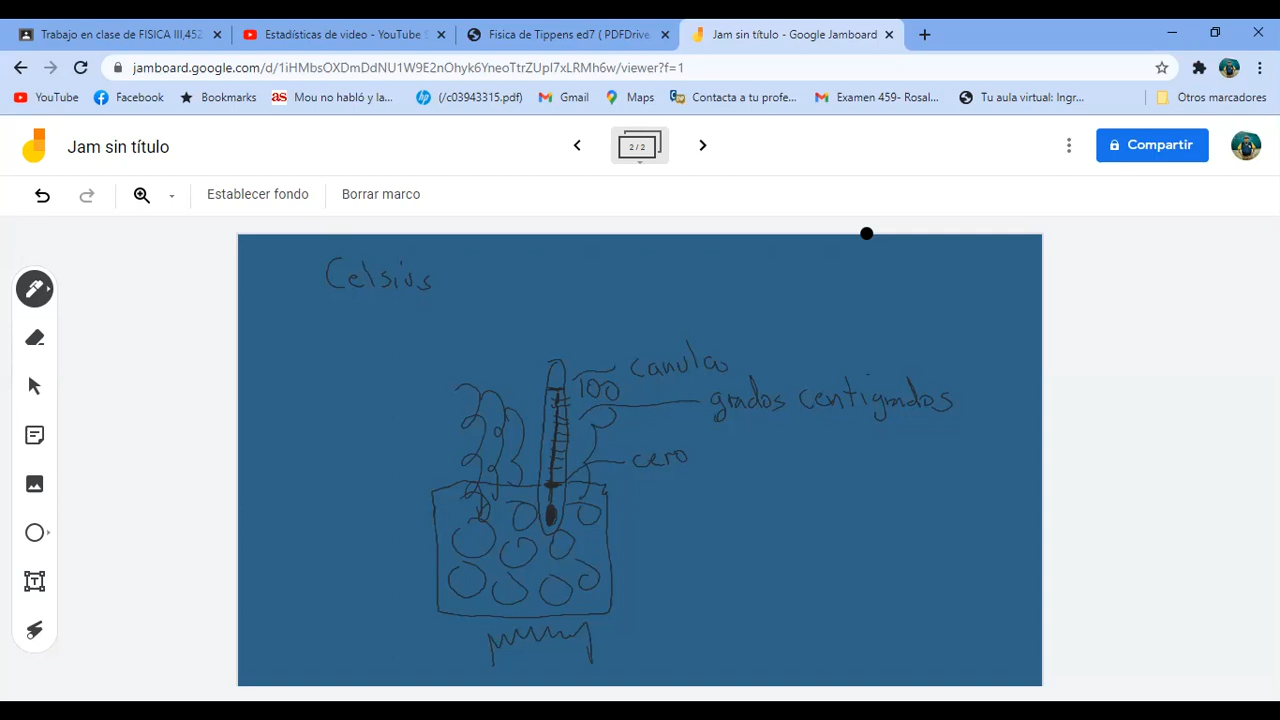 Trabajo en clase de FISICA III,452
Estadísticas de video - YouTube S
Fisica de Tippens ed7 ( PDFDrive
Jam sin título - Google Jamboard
jamboard.google.com/d/1iHMbsOXDmDdNU1W9E2nOhyk6YneoTtrZUpI7xLRMh6w/viewer?f=1
YouTube
Facebook
Bookmarks
as Mou no habló y la...
hp (/c03943315.pdf)
Gmail
Maps
Contacta a tu profe...
Examen 459- Rosal...
Tu aula virtual: Ingr...
Otros marcadores
Jam sin título
2 / 2
Compartir
Establecer fondo
Borrar marco
Celsius
100
grados centigrados
cero